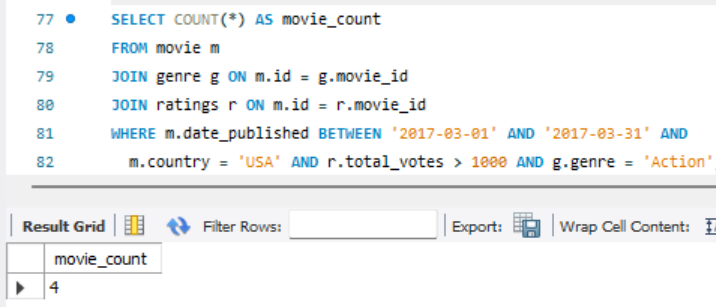 77 SELECT COUNT(*) AS movie_count
78 FROM movie m
79 JOIN genre g ON m.id = g.movie_id
80 JOIN ratings r ON m.id = r.movie_id
81 WHERE m.date_published BETWEEN '2017-03-01' AND '2017-03-31' AND
82 m.country = 'USA' AND r.total_votes > 1000 AND g.genre = 'Action'
Result Grid Filter Rows: Export: Wrap Cell Content:
movie_count
4